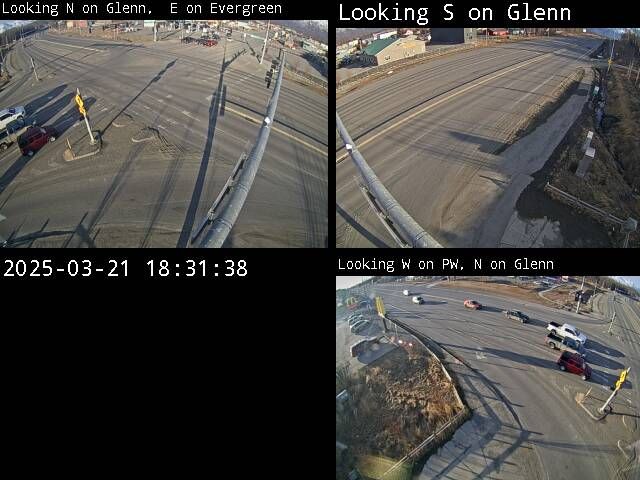 Looking N on Glenn, E on Evergreen
Looking S on Glenn
2025-03-21 18:31:38
Looking W on PW, N on Glenn